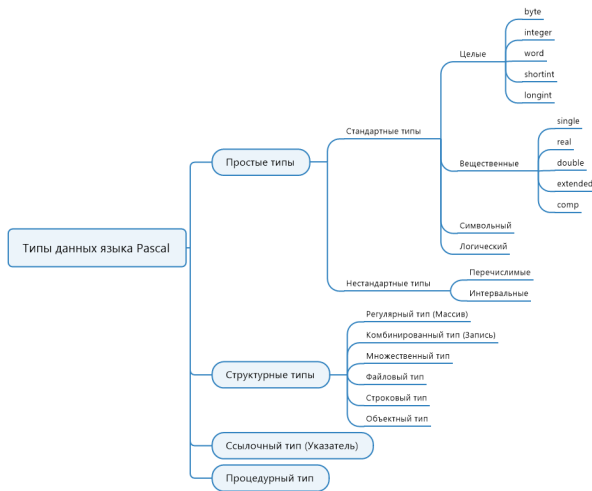 Типы данных языка Pascal
Простые типы
Стандартные типы
Целые
byte
integer
word
shortint
longint
Вещественные
single
real
double
extended
comp
Символьный
Логический
Нестандартные типы
Перечислимые
Интервальные
Структурные типы
Регулярный тип (Массив)
Комбинированный тип (Запись)
Множественный тип
Файловый тип
Строковый тип
Объектный тип
Ссылочный тип (Указатель)
Процедурный тип